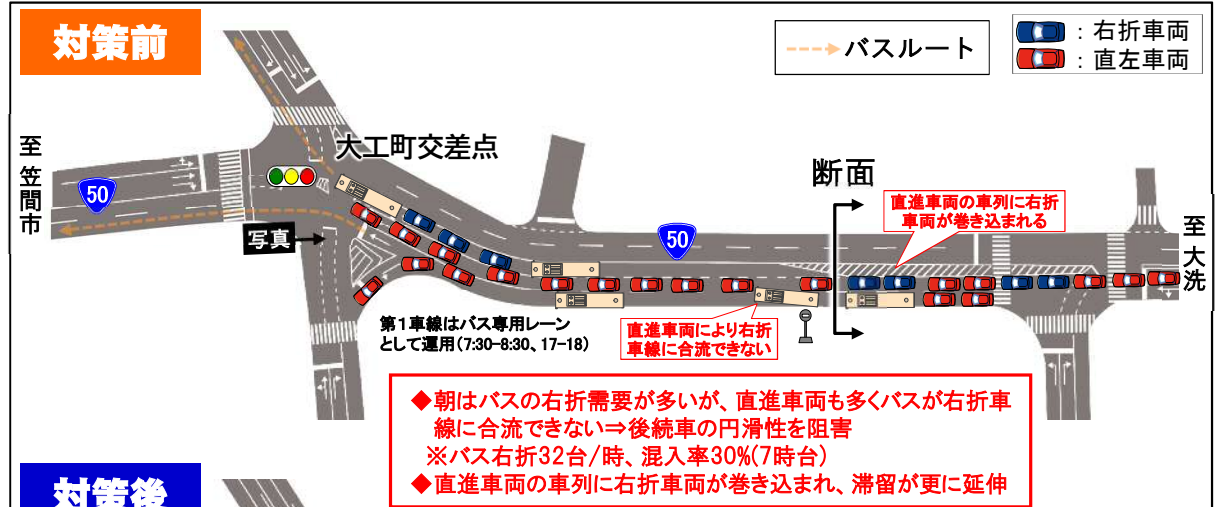 対策前
バスルート
：右折車両
：直左車両
至笠間市
50
大工町交差点
写真
50
断面
直進車両の車列に右折
車両が巻き込まれる
至大洗
第１車線はバス専用レーン
として運用（7:30-8:30、17-18）
直進車両により右折
車線に合流できない
◆朝はバスの右折需要が多いが、直進車両も多くバスが右折車
線に合流できない⇒後続車の円滑性を阻害
※バス右折32台/時、混入率30%(7時台)
◆直進車両の車列に右折車両が巻き込まれ、滞留が更に延伸
対策後